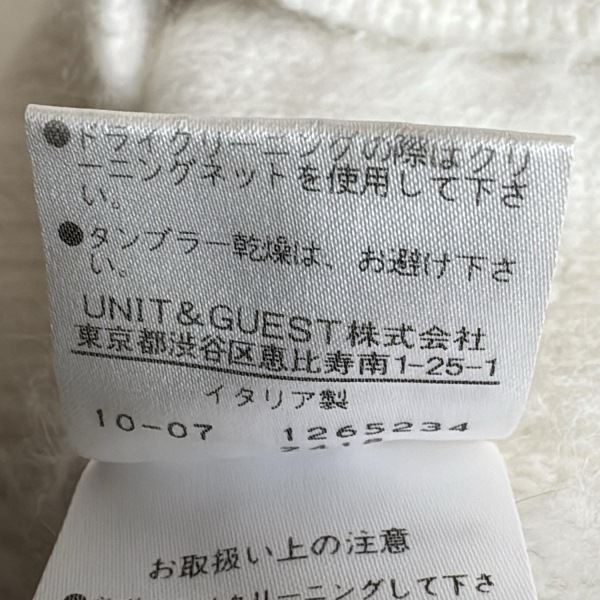 ●ドライクリーニングの際はクリ
ーニングネットを使用して下さ
い。
●タンブラー乾燥は、お避け下さ
い。
UNIT&GUEST株式会社
東京都渋谷区恵比寿南1-25-1
イタリア製
10-07 1265234
お取扱い上の注意
クリーニングして下さ